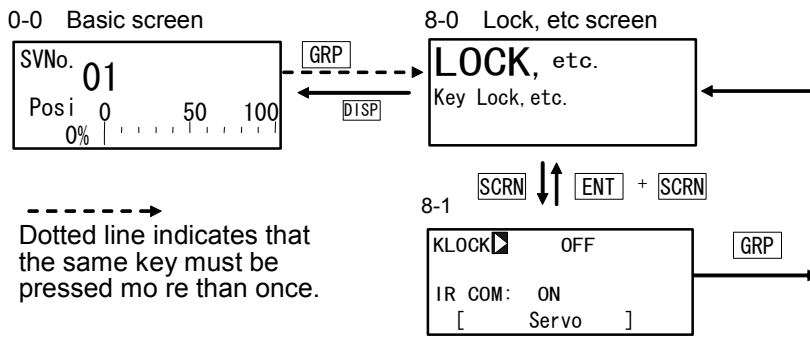 0-0 Basic screen
SVNo. 01
Posi 0 50 100
0%
GRP
DISP
8-0 Lock, etc screen
LOCK, etc.
Key Lock, etc.
SCRN ENT + SCRN
8-1
KLOCK OFF
IR COM: ON
[ Servo ]
GRP
Dotted line indicates that
the same key must be
pressed mo re than once.